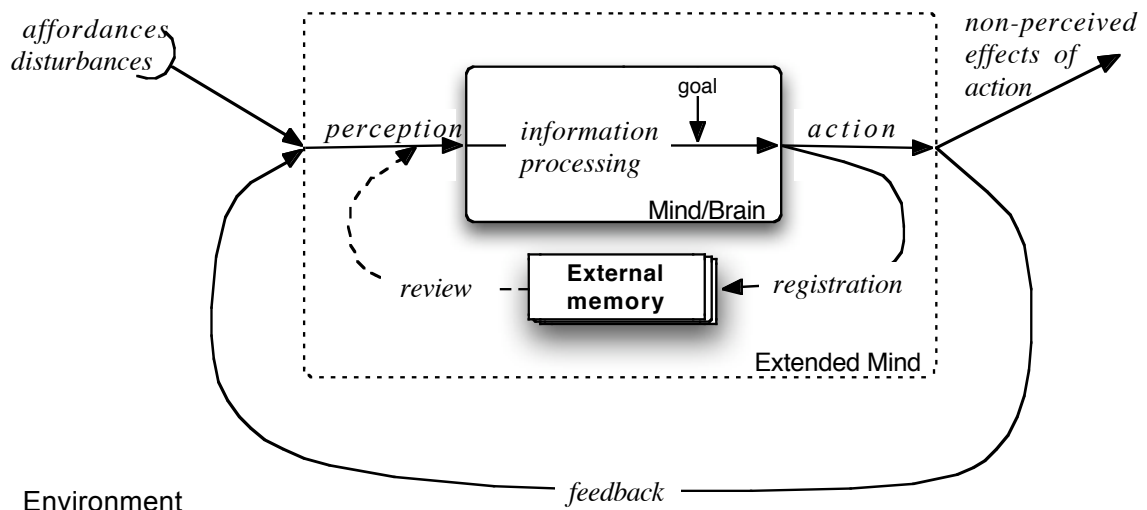 affordances
disturbances
non-perceived
effects of
action
goal
perception
information
processing
action
Mind/Brain
External
memory
review
registration
Extended Mind
feedback
Environment